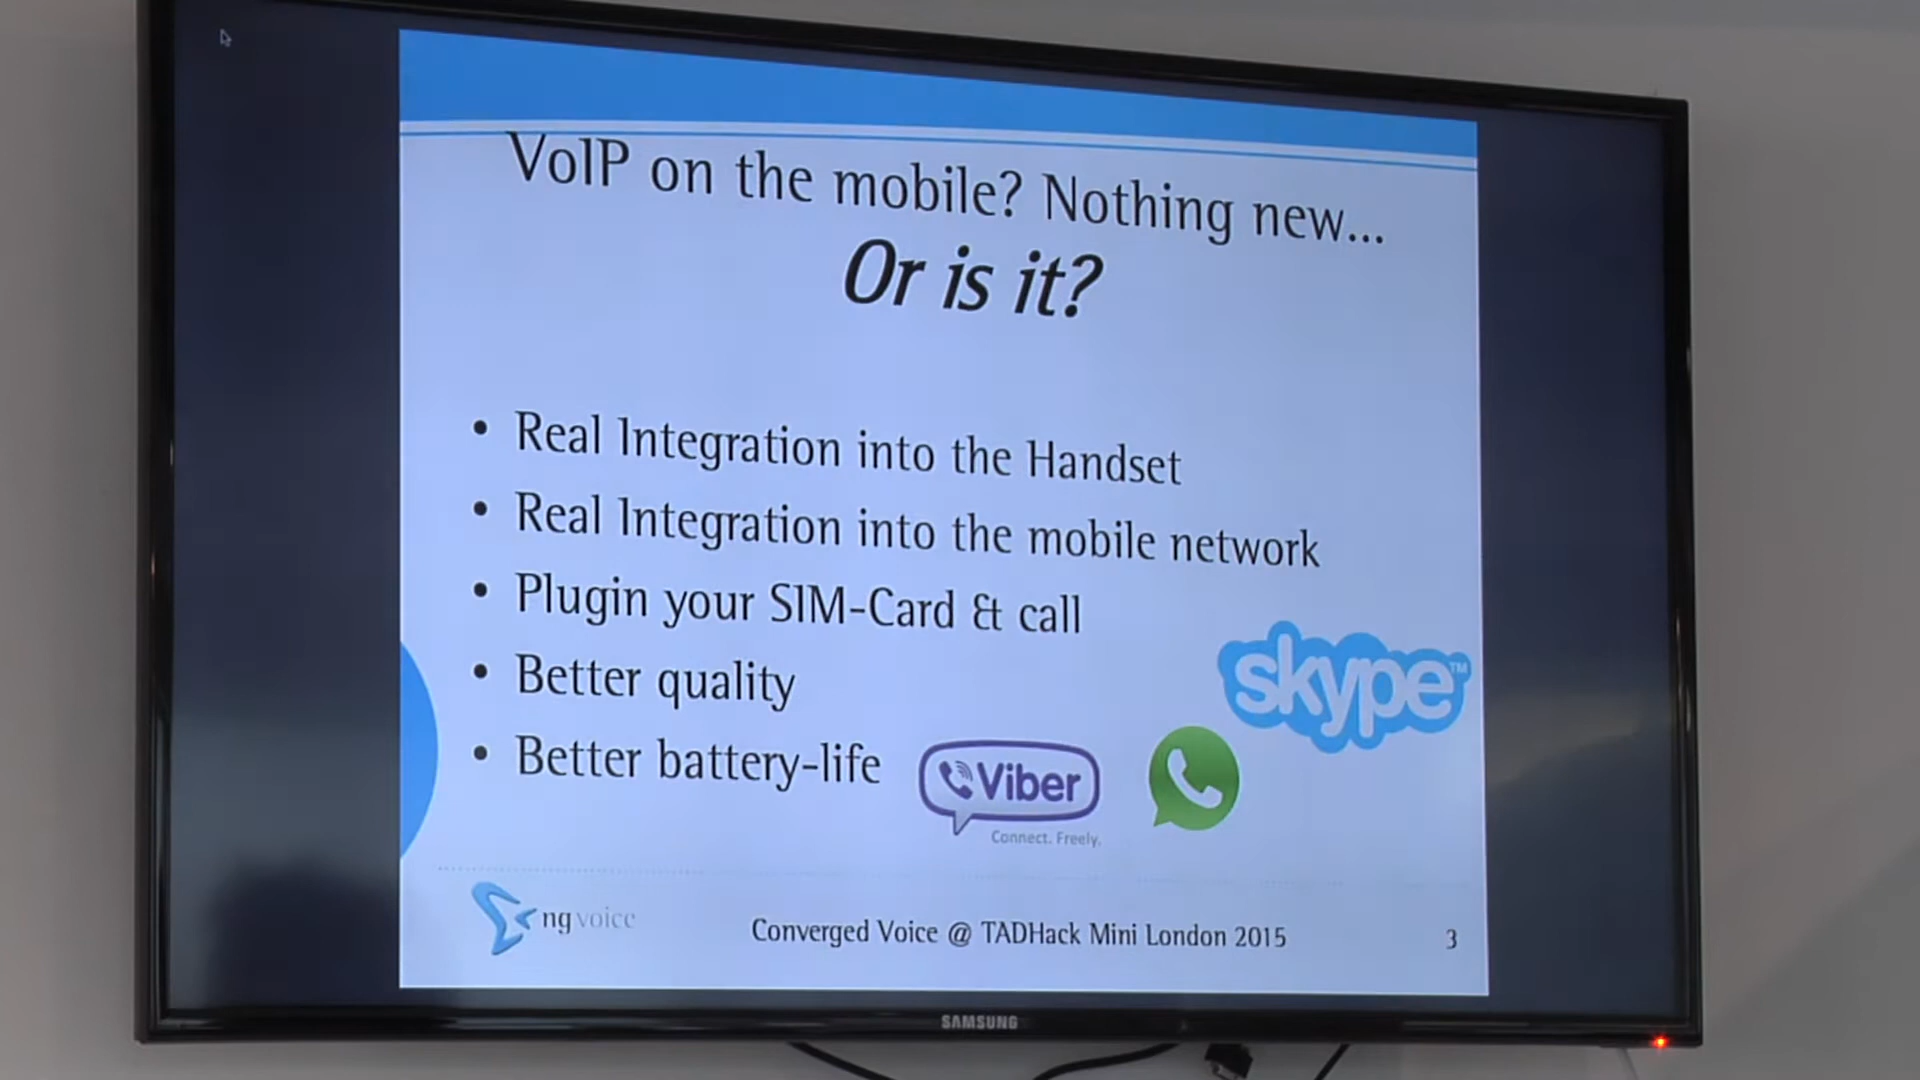 VoIP on the mobile? Nothing new...
Or is it?
• Real Integration into the Handset
• Real Integration into the mobile network
• Plugin your SIM-Card & call
• Better quality
• Better battery-life
skype™
Viber
Connect. Freely.
ng voice
Converged Voice @ TADHack Mini London 2015
3
SAMSUNG